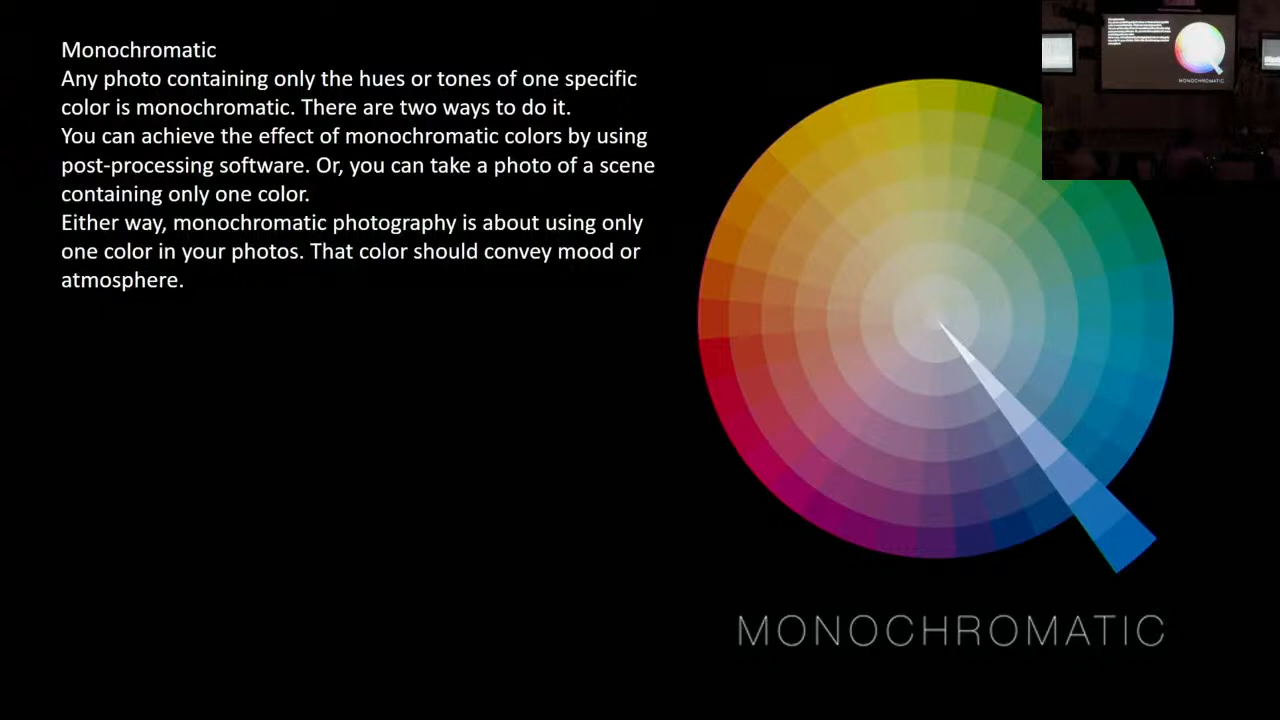 Monochromatic
Any photo containing only the hues or tones of one specific
color is monochromatic. There are two ways to do it.
You can achieve the effect of monochromatic colors by using
post-processing software. Or, you can take a photo of a scene
containing only one color.
Either way, monochromatic photography is about using only
one color in your photos. That color should convey mood or
atmosphere.
MONOCHROMATIC
MONOCHROMATIC